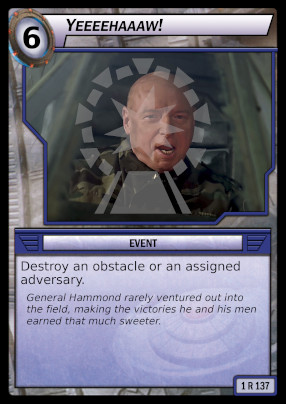 6
YEEEEHAAAW!
EVENT
Destroy an obstacle or an assigned
adversary.
General Hammond rarely ventured out into
the field, making the victories he and his men
earned that much sweeter.
1 R 137